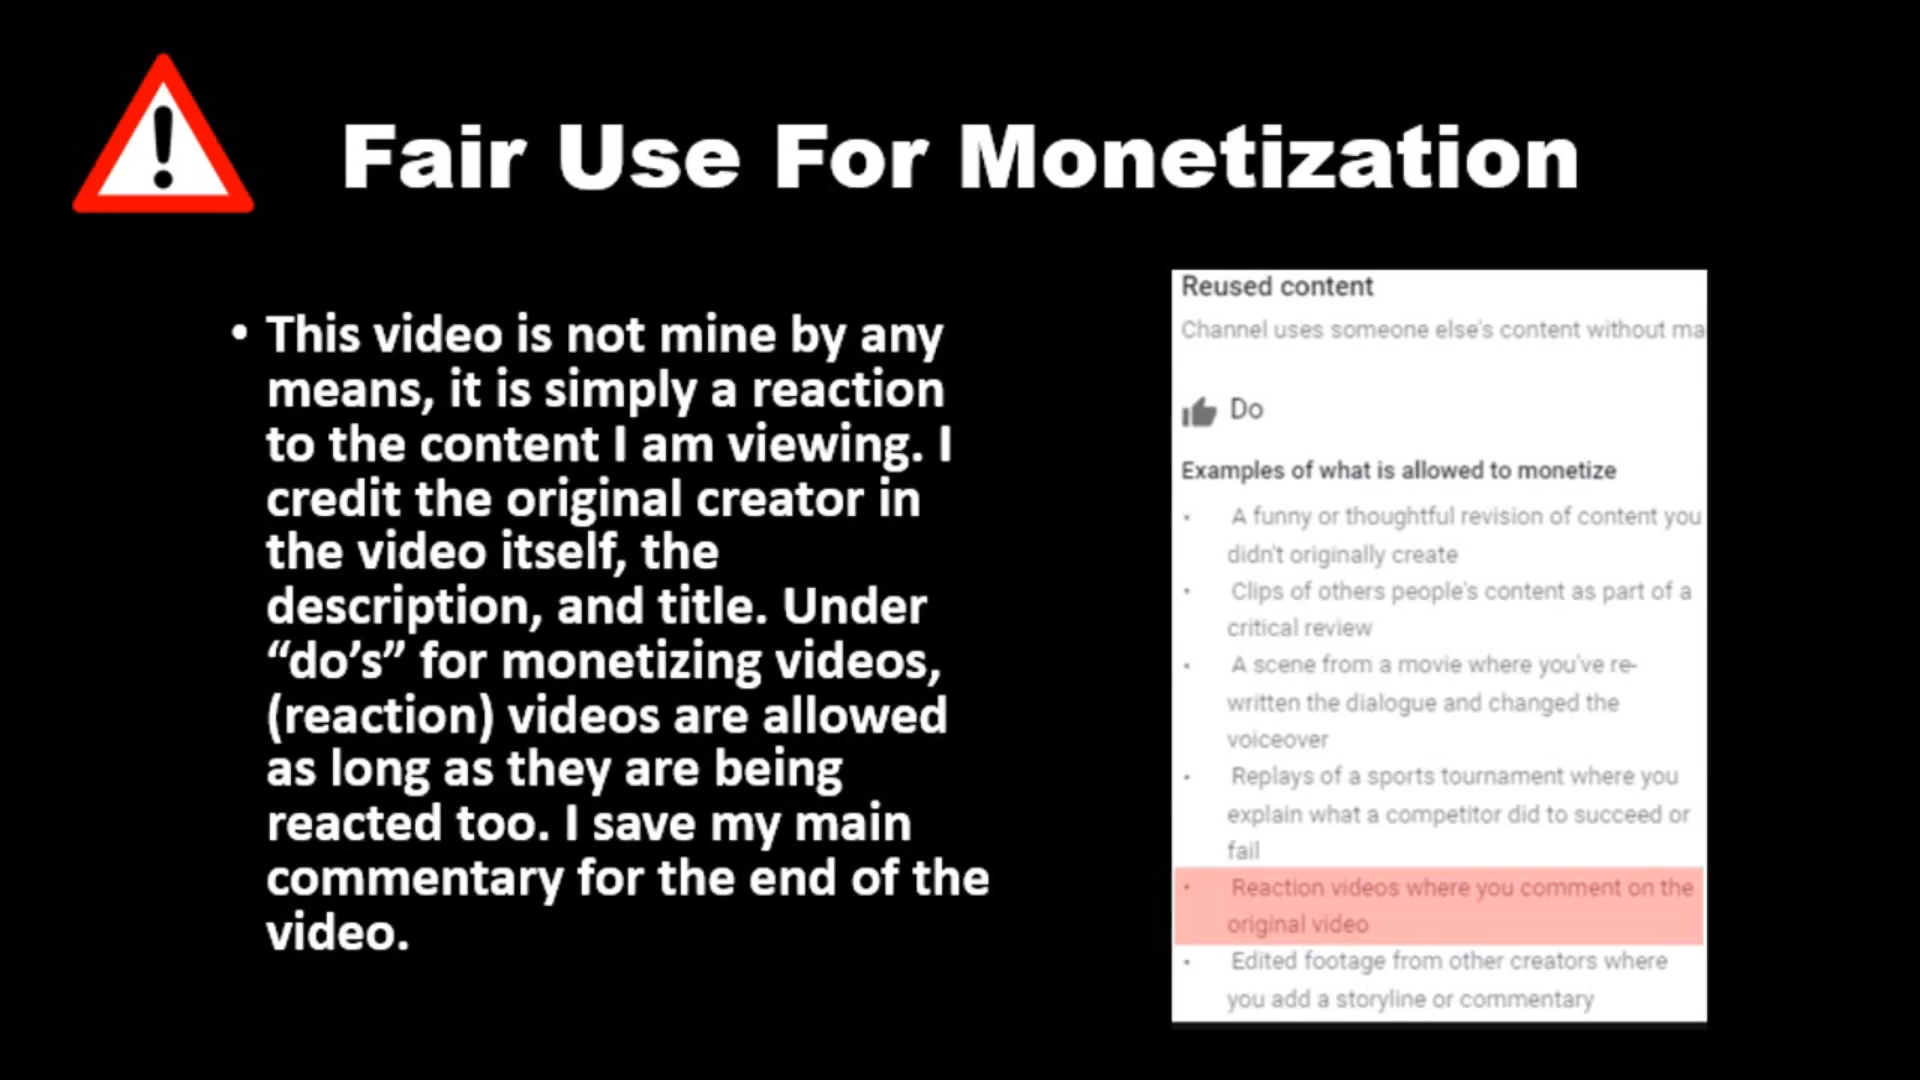 Fair Use For Monetization
• This video is not mine by any
means, it is simply a reaction
to the content I am viewing. I
credit the original creator in
the video itself, the
description, and title. Under
“do’s” for monetizing videos,
(reaction) videos are allowed
as long as they are being
reacted too. I save my main
commentary for the end of the
video.
Reused content
Channel uses someone else's content without ma
Do
Examples of what is allowed to monetize
• A funny or thoughtful revision of content you
didn't originally create
• Clips of others people's content as part of a
critical review
• A scene from a movie where you've re-
written the dialogue and changed the
voiceover
• Replays of a sports tournament where you
explain what a competitor did to succeed or
fail
• Reaction videos where you comment on the
original video
• Edited footage from other creators where
you add a storyline or commentary